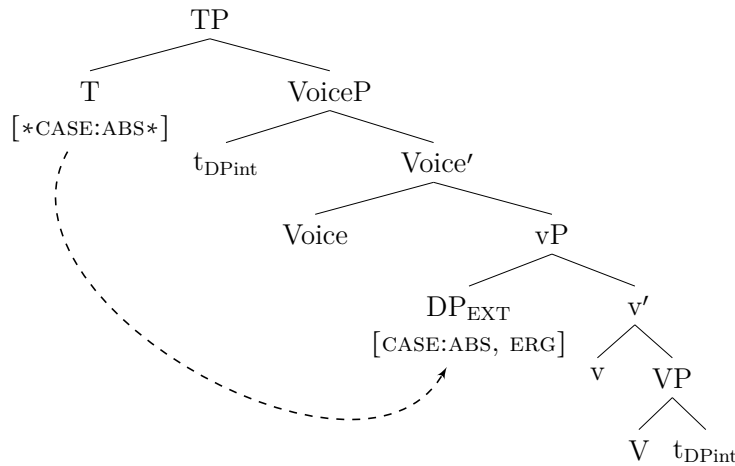 TP
T VoiceP
[*CASE:ABS*]
t_DPint Voice′
Voice vP
DP_EXT v′
[CASE:ABS, ERG]
v VP
V t_DPint